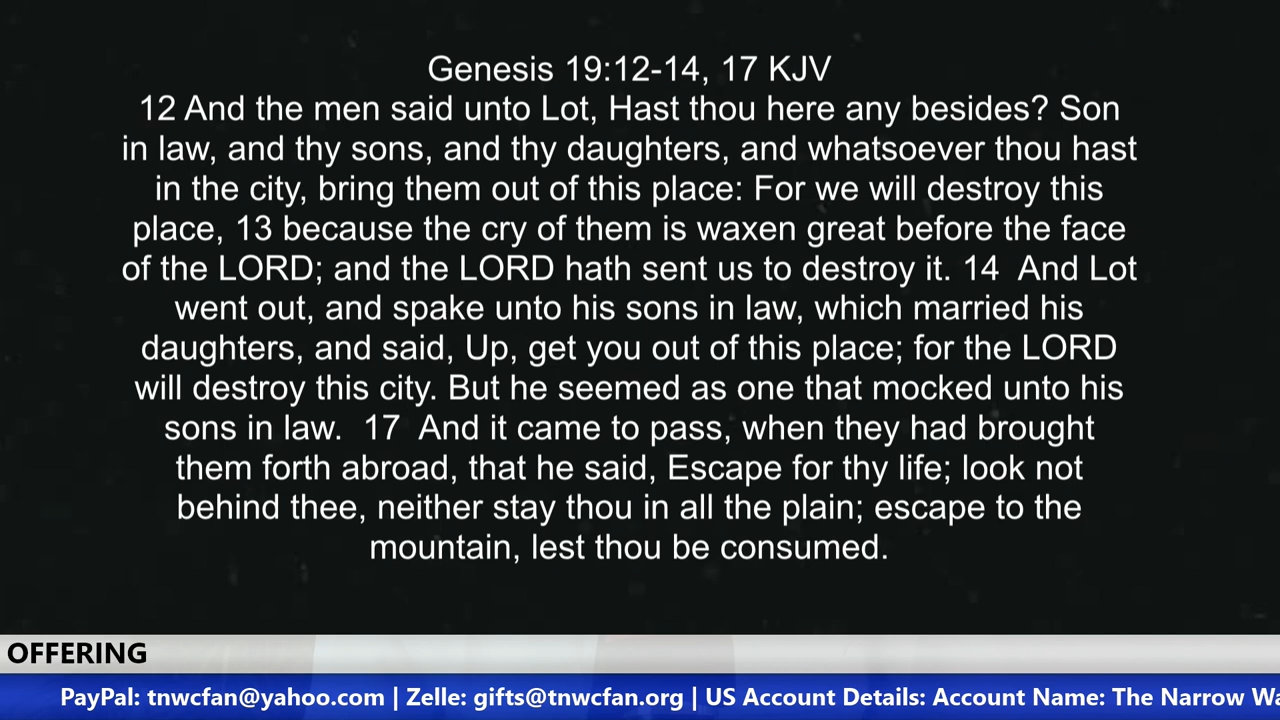 Genesis 19:12-14, 17 KJV
12 And the men said unto Lot, Hast thou here any besides? Son
in law, and thy sons, and thy daughters, and whatsoever thou hast
in the city, bring them out of this place: For we will destroy this
place, 13 because the cry of them is waxen great before the face
of the LORD; and the LORD hath sent us to destroy it. 14  And Lot
went out, and spake unto his sons in law, which married his
daughters, and said, Up, get you out of this place; for the LORD
will destroy this city. But he seemed as one that mocked unto his
sons in law.  17  And it came to pass, when they had brought
them forth abroad, that he said, Escape for thy life; look not
behind thee, neither stay thou in all the plain; escape to the
mountain, lest thou be consumed.
OFFERING
PayPal: tnwcfan@yahoo.com | Zelle: gifts@tnwcfan.org | US Account Details: Account Name: The Narrow